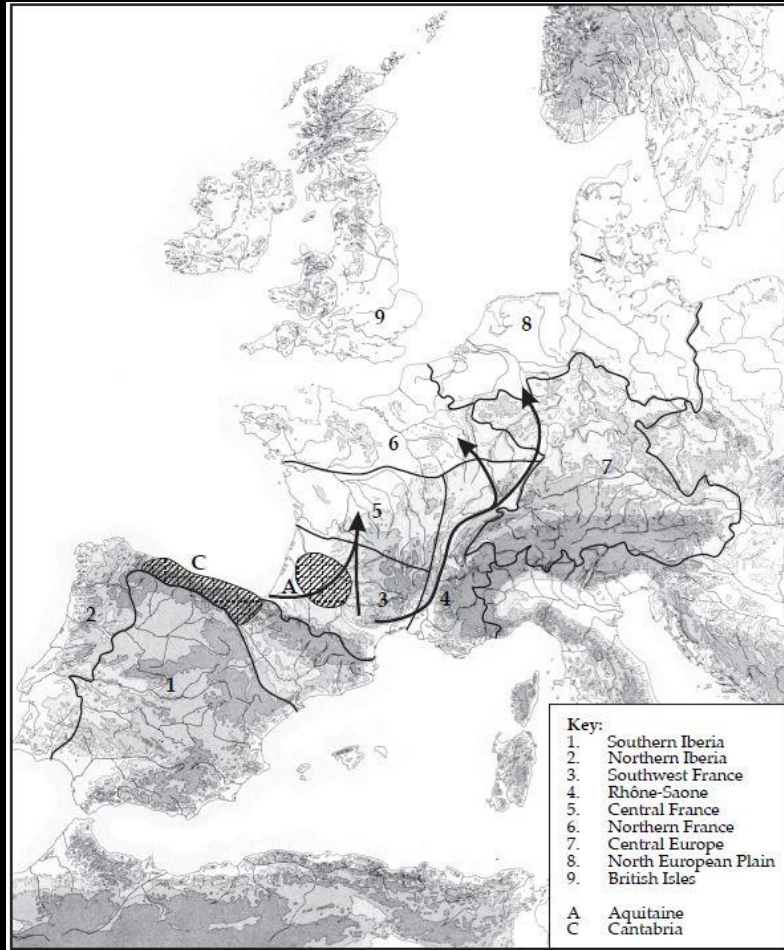 9
8
6
7
5
C
A
2
3
4
1
Key:
1. Southern Iberia
2. Northern Iberia
3. Southwest France
4. Rhône-Saone
5. Central France
6. Northern France
7. Central Europe
8. North European Plain
9. British Isles
A Aquitaine
C Cantabria